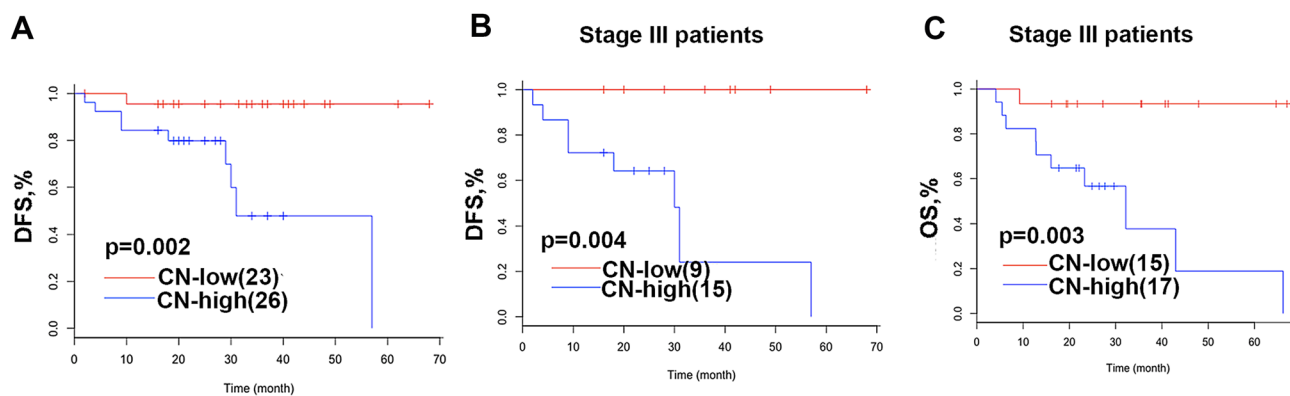 A
DFS,%
1.0
0.8
0.6
0.4
0.2
0.0
p=0.002
CN-low(23)
CN-high(26)
0 10 20 30 40 50 60 70
Time (month)
B
Stage III patients
DFS,%
1.0
0.8
0.6
0.4
0.2
0.0
p=0.004
CN-low(9)
CN-high(15)
0 10 20 30 40 50 60 70
Time (month)
C
Stage III patients
OS,%
1.0
0.8
0.6
0.4
0.2
0.0
p=0.003
CN-low(15)
CN-high(17)
0 10 20 30 40 50 60
Time (month)